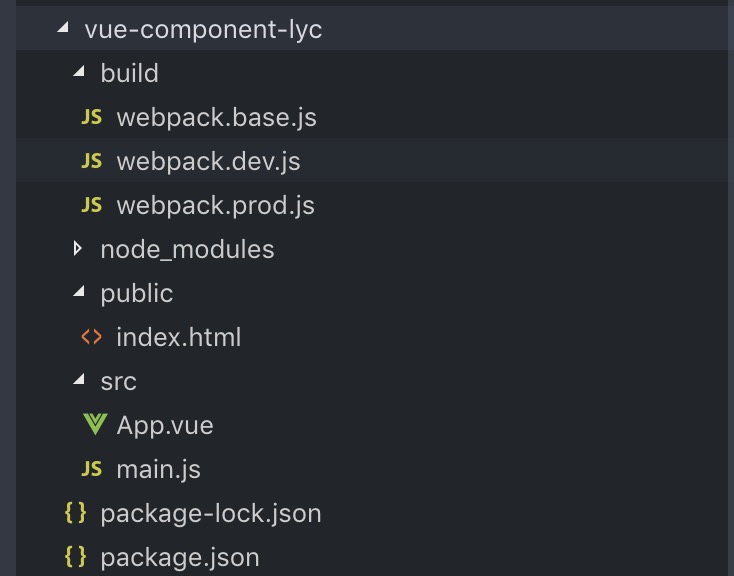 vue-component-lyc
build
JS webpack.base.js
JS webpack.dev.js
JS webpack.prod.js
node_modules
public
<> index.html
src
App.vue
JS main.js
{} package-lock.json
{} package.json